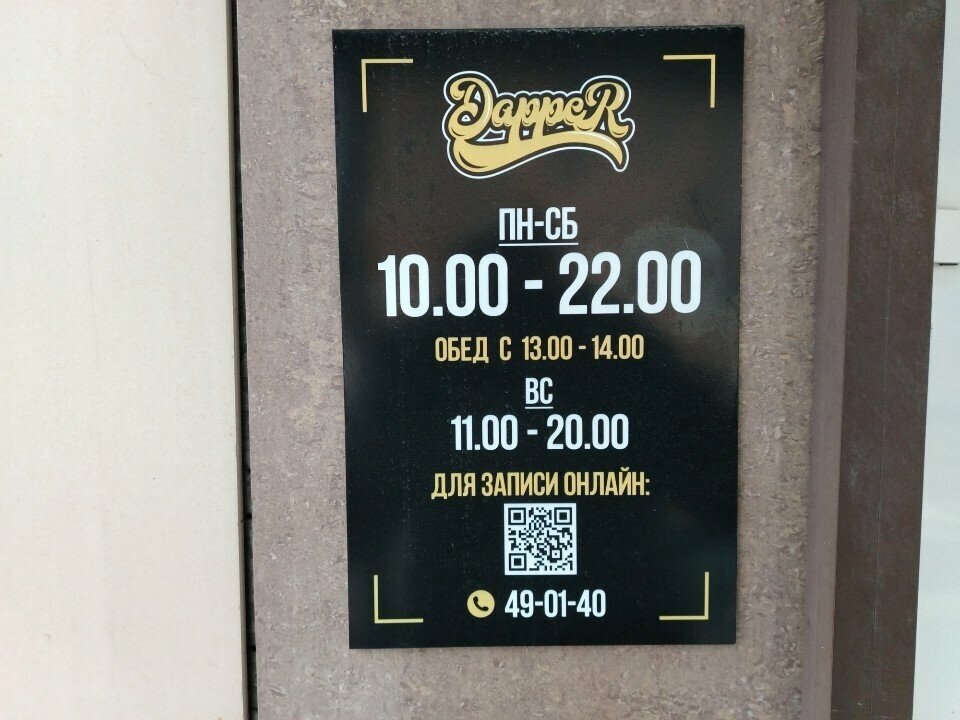 DappeR
ПН-СБ
10.00 - 22.00
ОБЕД С 13.00 - 14.00
ВС
11.00 - 20.00
ДЛЯ ЗАПИСИ ОНЛАЙН:
49-01-40